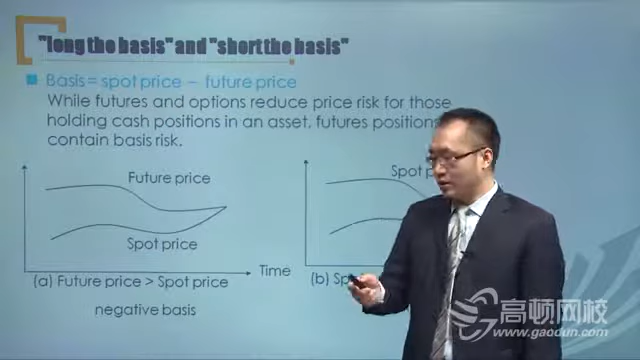 "long the basis" and "short the basis"
Basis = spot price – future price
While futures and options reduce price risk for those
holding cash positions in an asset, futures positions
contain basis risk.
Future price
Spot price
Time
(a) Future price > Spot price
negative basis
Spot
(b)
高顿网校
www.gaodun.com